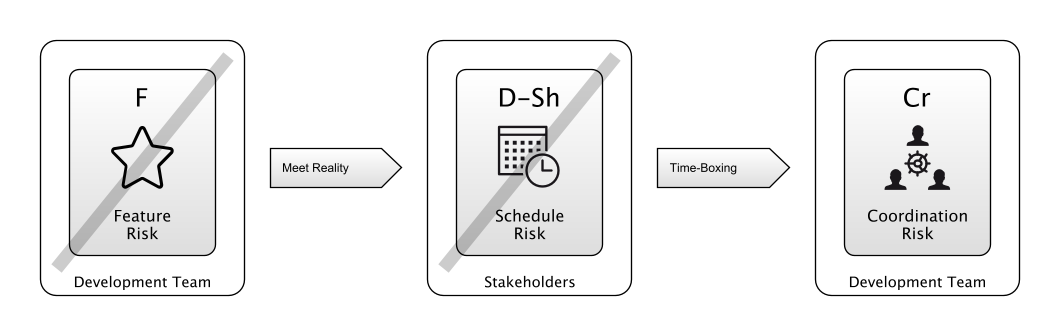 F
Feature
Risk
Development Team
Meet Reality
D-Sh
Schedule
Risk
Stakeholders
Time-Boxing
Cr
Coordination
Risk
Development Team